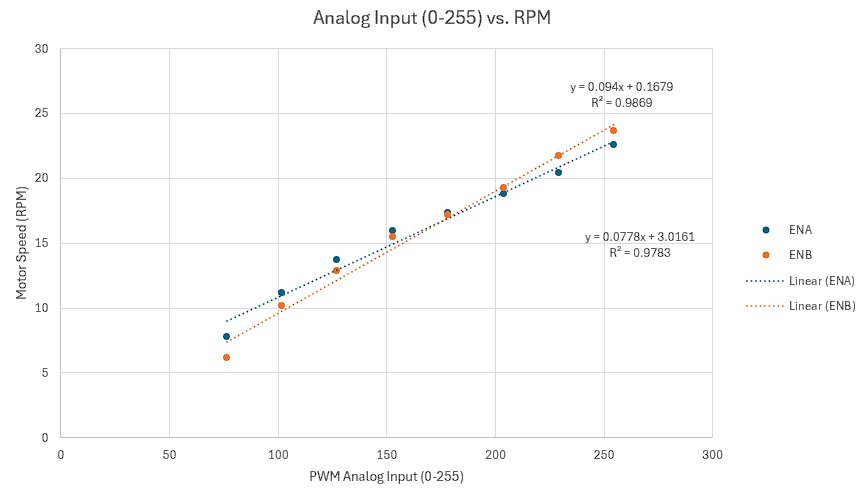 Analog Input (0-255) vs. RPM
30
25
20
15
10
5
0
0 50 100 150 200 250 300
Motor Speed (RPM)
PWM Analog Input (0-255)
y = 0.094x + 0.1679
R² = 0.9869
y = 0.0778x + 3.0161
R² = 0.9783
ENA
ENB
Linear (ENA)
Linear (ENB)